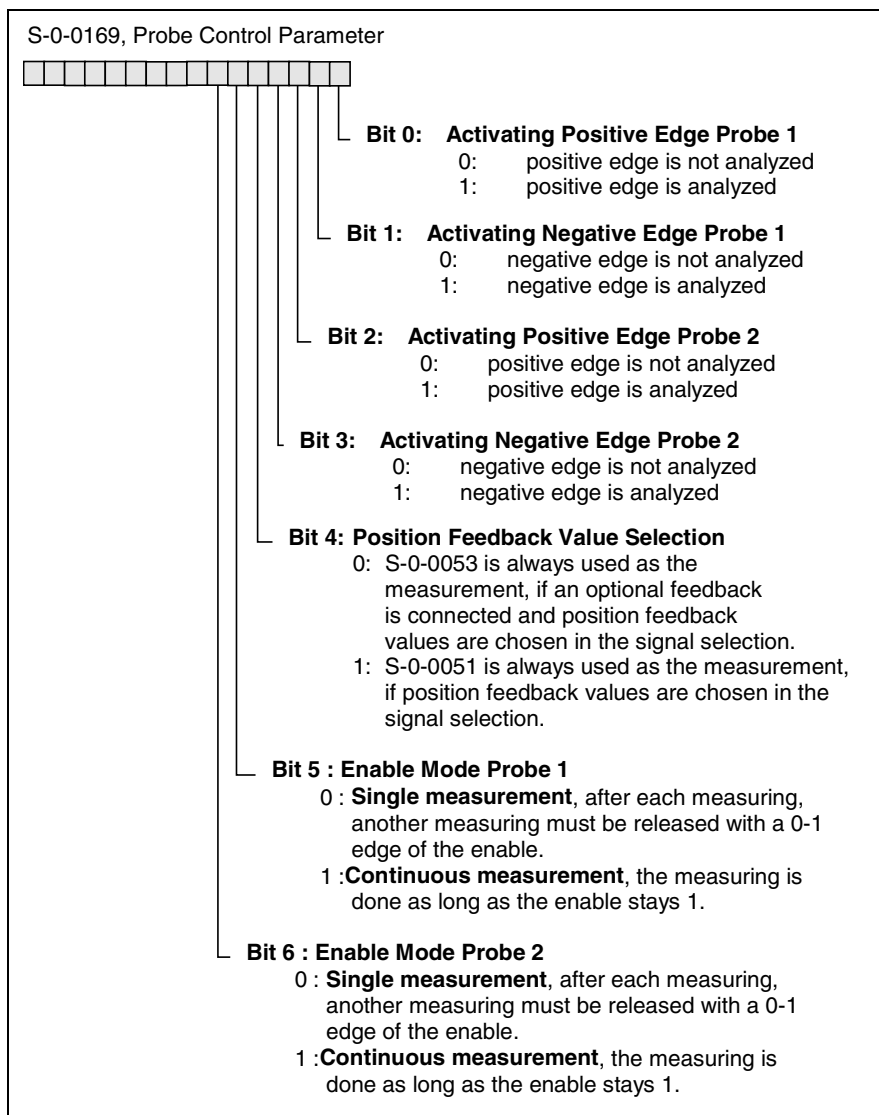 S-0-0169, Probe Control Parameter
Bit 0: Activating Positive Edge Probe 1
0: positive edge is not analyzed
1: positive edge is analyzed
Bit 1: Activating Negative Edge Probe 1
0: negative edge is not analyzed
1: negative edge is analyzed
Bit 2: Activating Positive Edge Probe 2
0: positive edge is not analyzed
1: positive edge is analyzed
Bit 3: Activating Negative Edge Probe 2
0: negative edge is not analyzed
1: negative edge is analyzed
Bit 4: Position Feedback Value Selection
0: S-0-0053 is always used as the
measurement, if an optional feedback
is connected and position feedback
values are chosen in the signal selection.
1: S-0-0051 is always used as the measurement,
if position feedback values are chosen in the
signal selection.
Bit 5 : Enable Mode Probe 1
0 : Single measurement, after each measuring,
another measuring must be released with a 0-1
edge of the enable.
1 :Continuous measurement, the measuring is
done as long as the enable stays 1.
Bit 6 : Enable Mode Probe 2
0 : Single measurement, after each measuring,
another measuring must be released with a 0-1
edge of the enable.
1 :Continuous measurement, the measuring is
done as long as the enable stays 1.